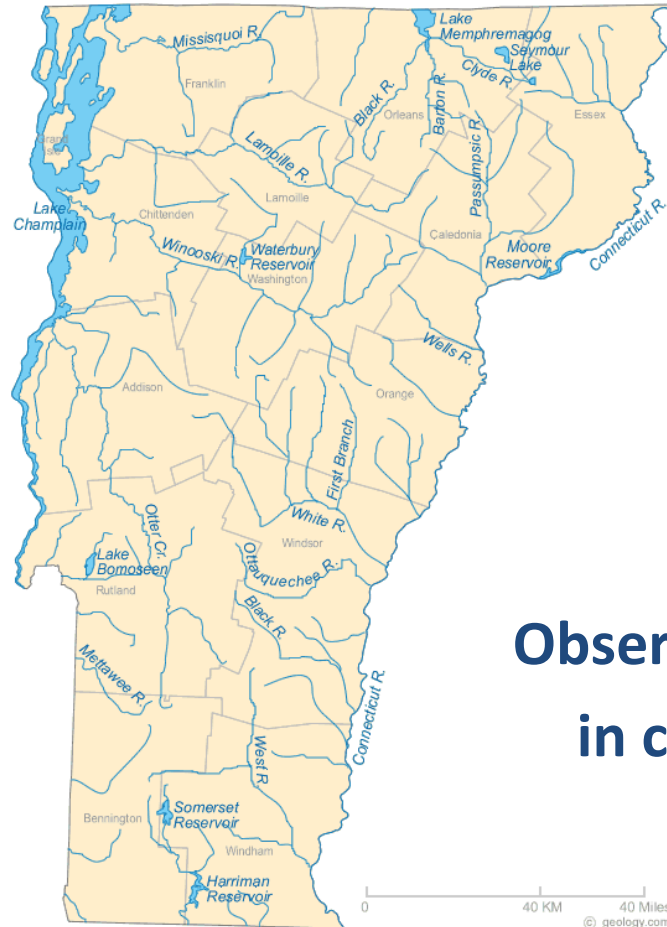 Lake
Memphremagog
Seymour
Lake
Missisquoi R.
Clyde R.
Franklin
Black R.
Barton R.
Orleans
Essex
Grand
Isle
Lamoille R.
Passumpsic R.
Lamoille
Lake
Champlain
Chittenden
Caledonia
Connecticut R.
Winooski R.
Waterbury
Reservoir
Washington
Moore
Reservoir
Wells R.
Addison
Orange
First Branch
Otter Cr.
White R.
Windsor
Lake
Bomoseen
Ottauquechee R.
Rutland
Black R.
Obser
Mettawee R.
Connecticut R.
in c
West R
Somerset
Reservoir
Bennington
Windham
Harriman
Reservoir
0 40 KM 40 Miles
(c) geology.com